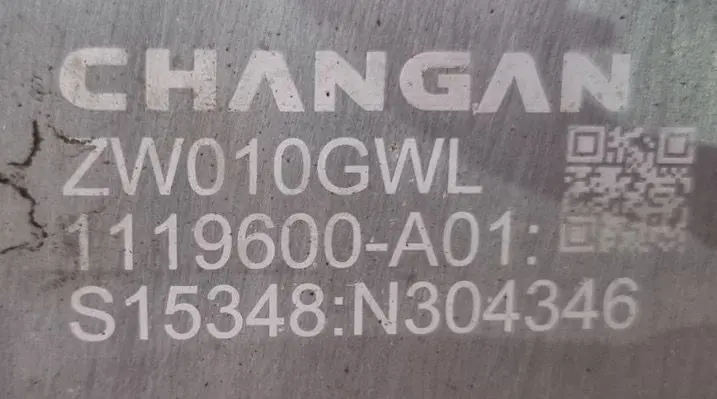 CHANGAN
ZW010GWL
1119600-A01:
S15348:N304346